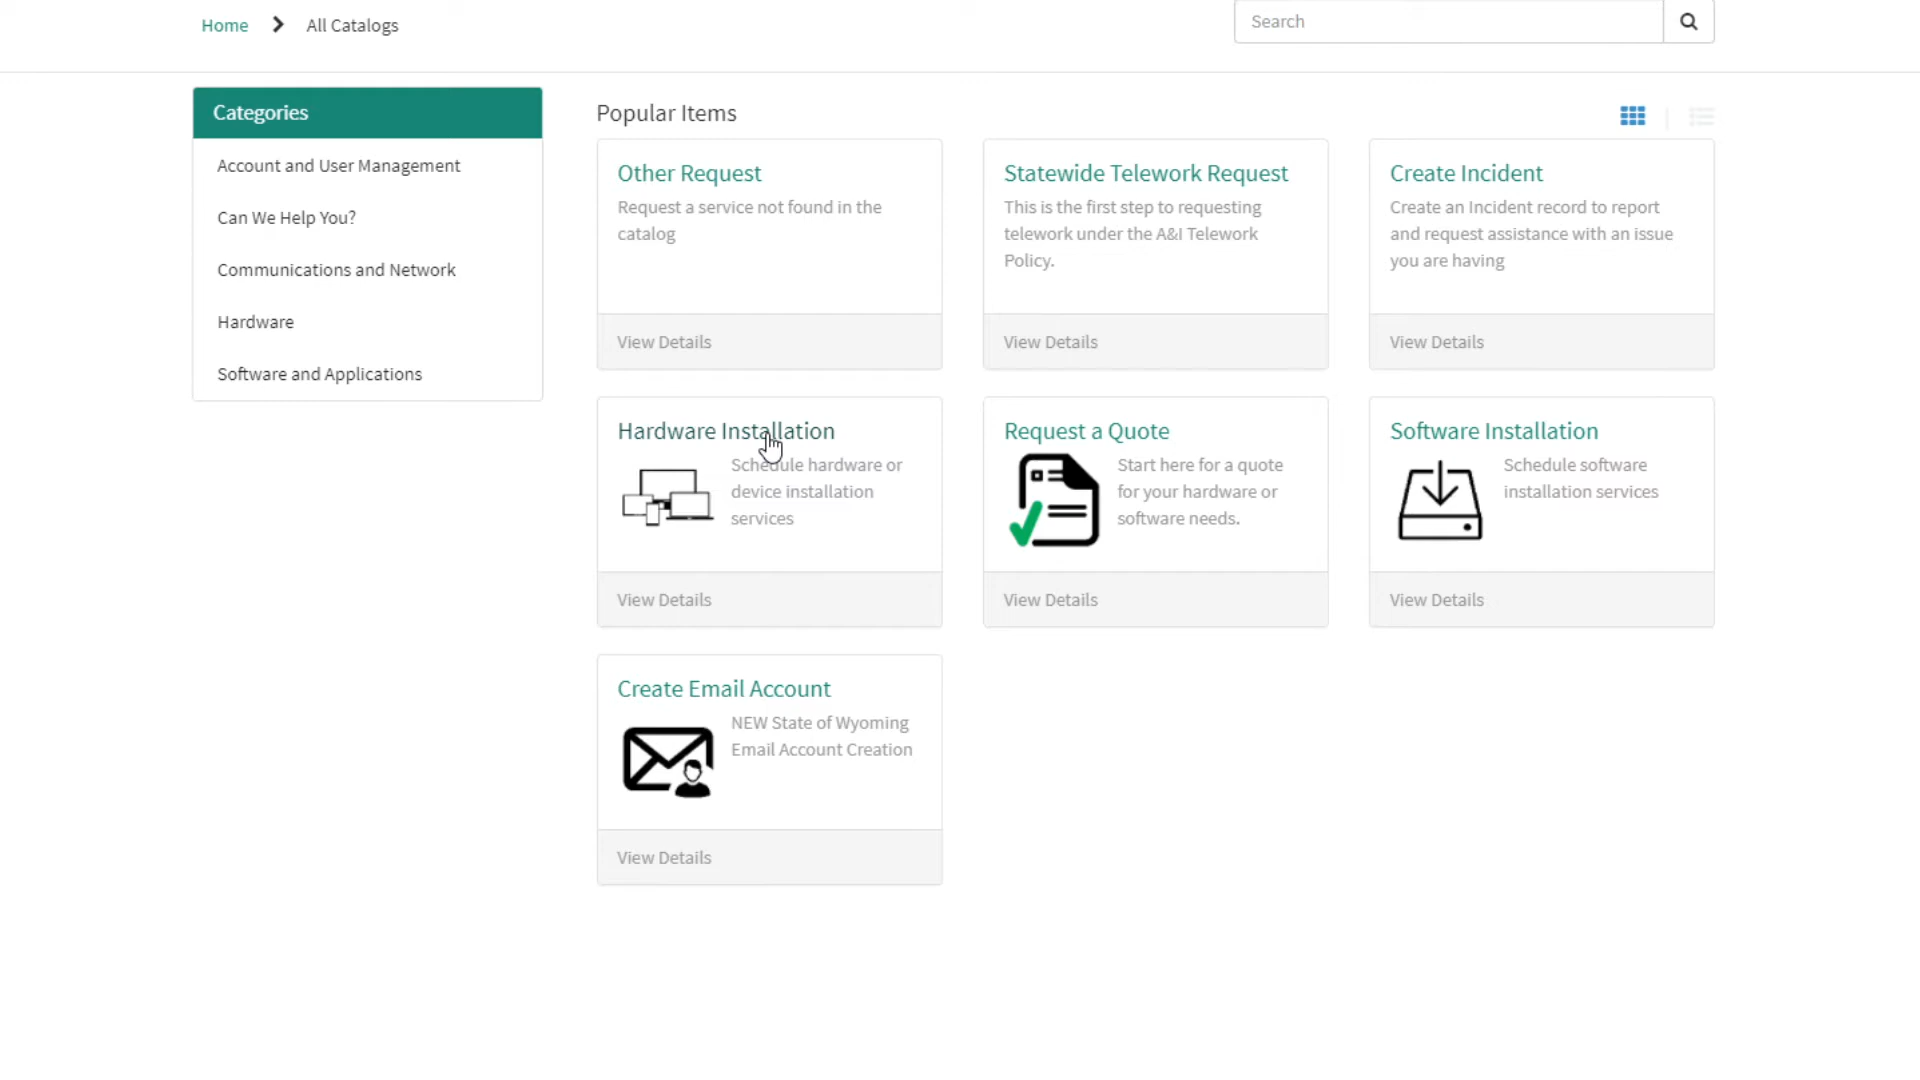 Home
All Catalogs
Search
Categories
Account and User Management
Can We Help You?
Communications and Network
Hardware
Software and Applications
Popular Items
Other Request
Request a service not found in the
catalog
View Details
Statewide Telework Request
This is the first step to requesting
telework under the A&I Telework
Policy.
View Details
Create Incident
Create an Incident record to report
and request assistance with an issue
you are having
View Details
Hardware Installation
Schedule hardware or
device installation
services
View Details
Request a Quote
Start here for a quote
for your hardware or
software needs.
View Details
Software Installation
Schedule software
installation services
View Details
Create Email Account
NEW State of Wyoming
Email Account Creation
View Details